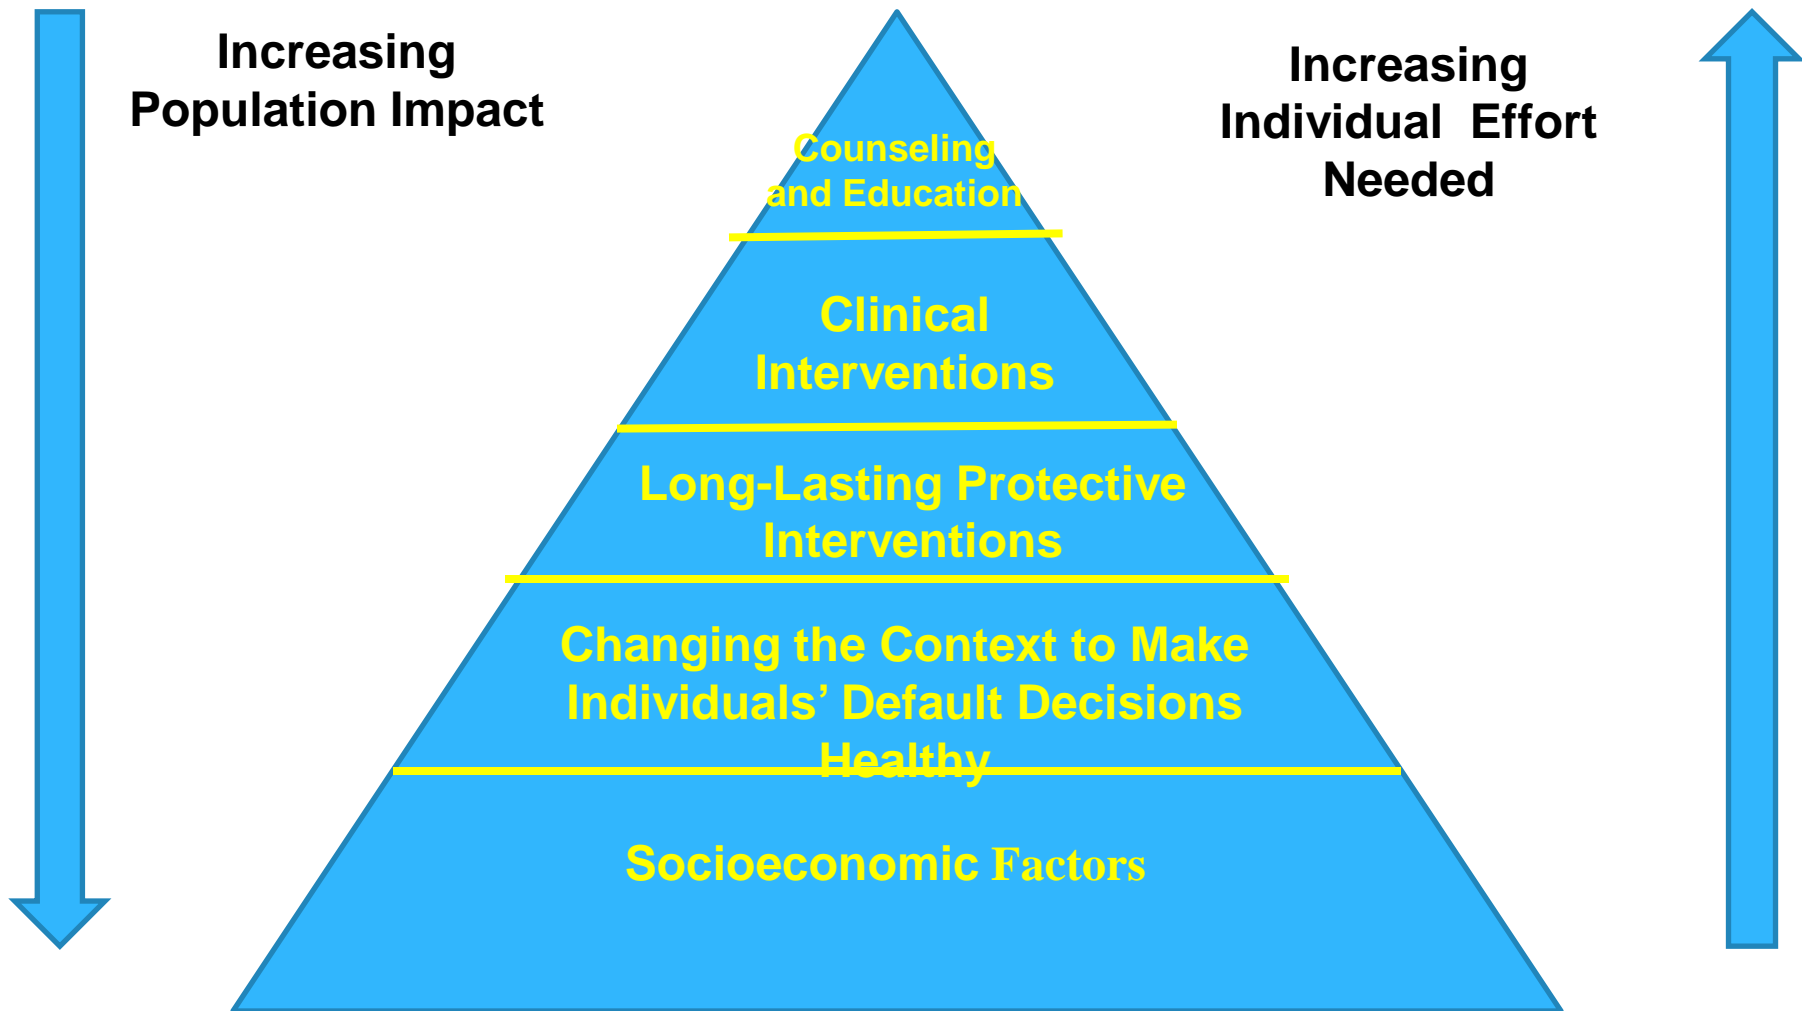 Increasing
Population Impact
Increasing
Individual  Effort
Needed
Counseling
and Education
Clinical
Interventions
Long-Lasting Protective
Interventions
Changing the Context to Make
Individuals’ Default Decisions
Healthy
Socioeconomic Factors